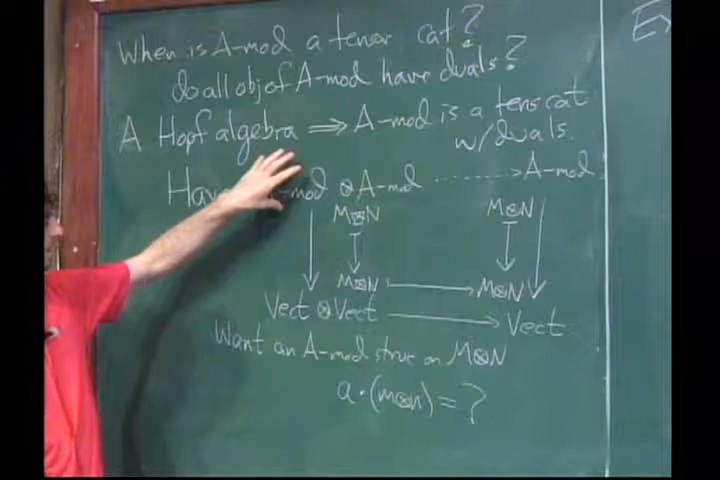 When is A-mod a tensor cat?
do all obj of A-mod have duals?
A Hopf algebra ⟹ A-mod is a tens cat
w/ duals.
Have A-mod ⊗ A-mod ⋯⋯> A-mod
M⊠N M⊗N
↓ ↧ ↧ ↓
M⊠N ⟼ M⊗N
Vect ⊗ Vect ⟶ Vect
Want an A-mod struc on M⊗N
a·(m⊗n) = ?